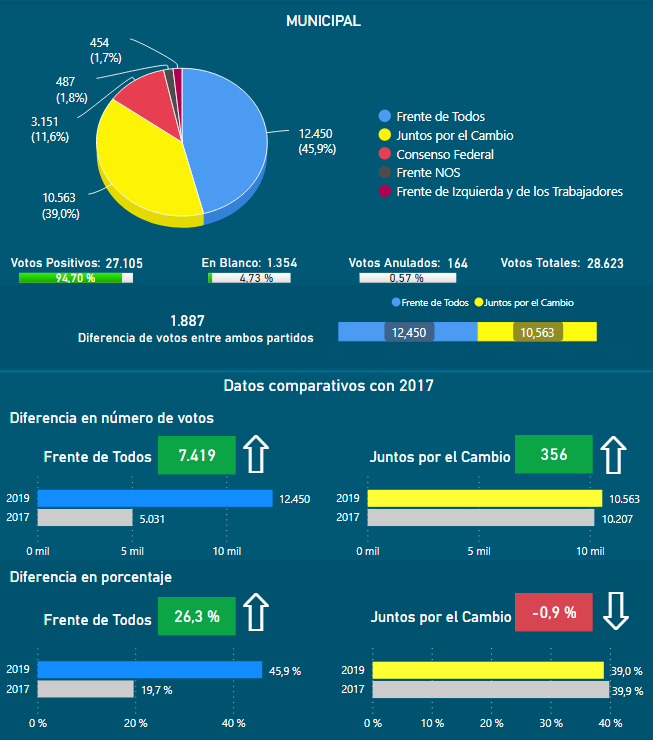 MUNICIPAL
454
(1,7%)
487
(1,8%)
3.151
(11,6%)
10.563
(39,0%)
12.450
(45,9%)
Frente de Todos
Juntos por el Cambio
Consenso Federal
Frente NOS
Frente de Izquierda y de los Trabajadores
Votos Positivos: 27.105
94,70 %
En Blanco: 1.354
4,73 %
Votos Anulados: 164
0,57 %
Votos Totales: 28.623
1.887
Diferencia de votos entre ambos partidos
Frente de Todos Juntos por el Cambio
12,450 10,563
Datos comparativos con 2017
Diferencia en número de votos
Frente de Todos 7.419
2019 12.450
2017 5.031
0 mil 5 mil 10 mil
Juntos por el Cambio 356
2019 10.563
2017 10.207
0 mil 5 mil 10 mil
Diferencia en porcentaje
Frente de Todos 26,3 %
2019 45,9 %
2017 19,7 %
0 % 20 % 40 %
Juntos por el Cambio -0,9 %
2019 39,0 %
2017 39,9 %
0 % 10 % 20 % 30 % 40 %